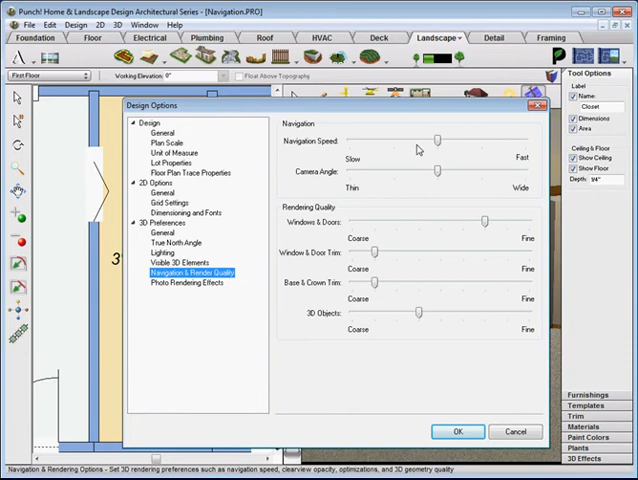 Punch! Home & Landscape Design Architectural Series - [Navigation.PRO]
File Edit Design 2D 3D Window Help
Foundation Floor Electrical Plumbing Roof HVAC Deck Landscape Detail Framing
First Floor Working Elevation: 0" Float Above Topography
Tool Options
Label
Name:
Closet
Dimensions
Area
Ceiling & Floor
Show Ceiling
Show Floor
Depth: 1/4"
Design Options
Design
General
Plan Scale
Unit of Measure
Lot Properties
Floor Plan Trace Properties
2D Options
General
Grid Settings
Dimensioning and Fonts
3D Preferences
General
True North Angle
Lighting
Visible 3D Elements
Navigation & Render Quality
Photo Rendering Effects
Navigation
Navigation Speed:
Slow Fast
Camera Angle:
Thin Wide
Rendering Quality
Windows & Doors:
Coarse Fine
Window & Door Trim:
Coarse Fine
Base & Crown Trim:
Coarse Fine
3D Objects:
Coarse Fine
OK Cancel
3
Furnishings
Templates
Trim
Materials
Paint Colors
Plants
3D Effects
Navigation & Rendering Options - Set 3D rendering preferences such as navigation speed, clearview opacity, optimizations, and 3D geometry quality